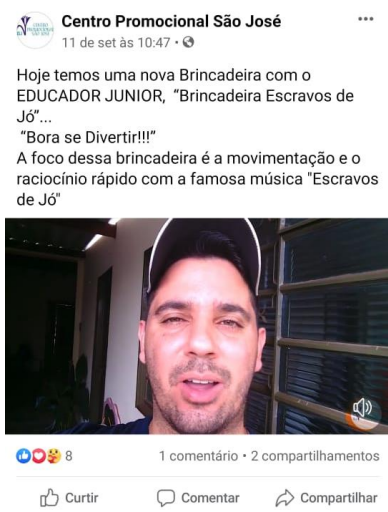 Centro Promocional São José
11 de set às 10:47
Hoje temos uma nova Brincadeira com o
EDUCADOR JUNIOR, “Brincadeira Escravos de
Jó”...
“Bora se Divertir!!!”
A foco dessa brincadeira é a movimentação e o
raciocínio rápido com a famosa música "Escravos
de Jó"
8 1 comentário • 2 compartilhamentos
Curtir Comentar Compartilhar